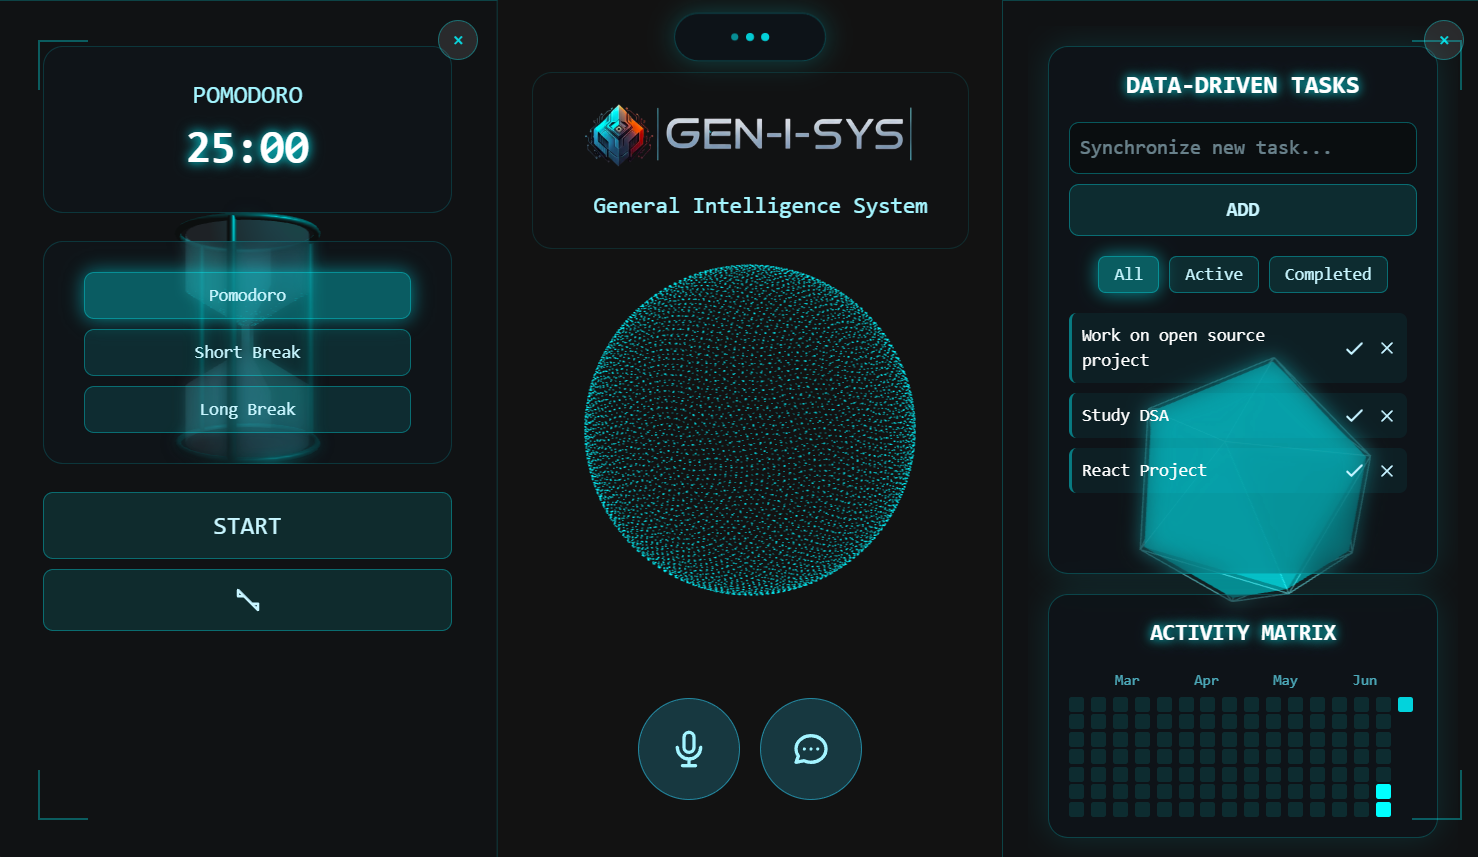 POMODORO
25:00
Pomodoro
Short Break
Long Break
START
GEN-I-SYS
General Intelligence System
DATA-DRIVEN TASKS
Synchronize new task...
ADD
All Active Completed
Work on open source
project
Study DSA
React Project
ACTIVITY MATRIX
Mar Apr May Jun